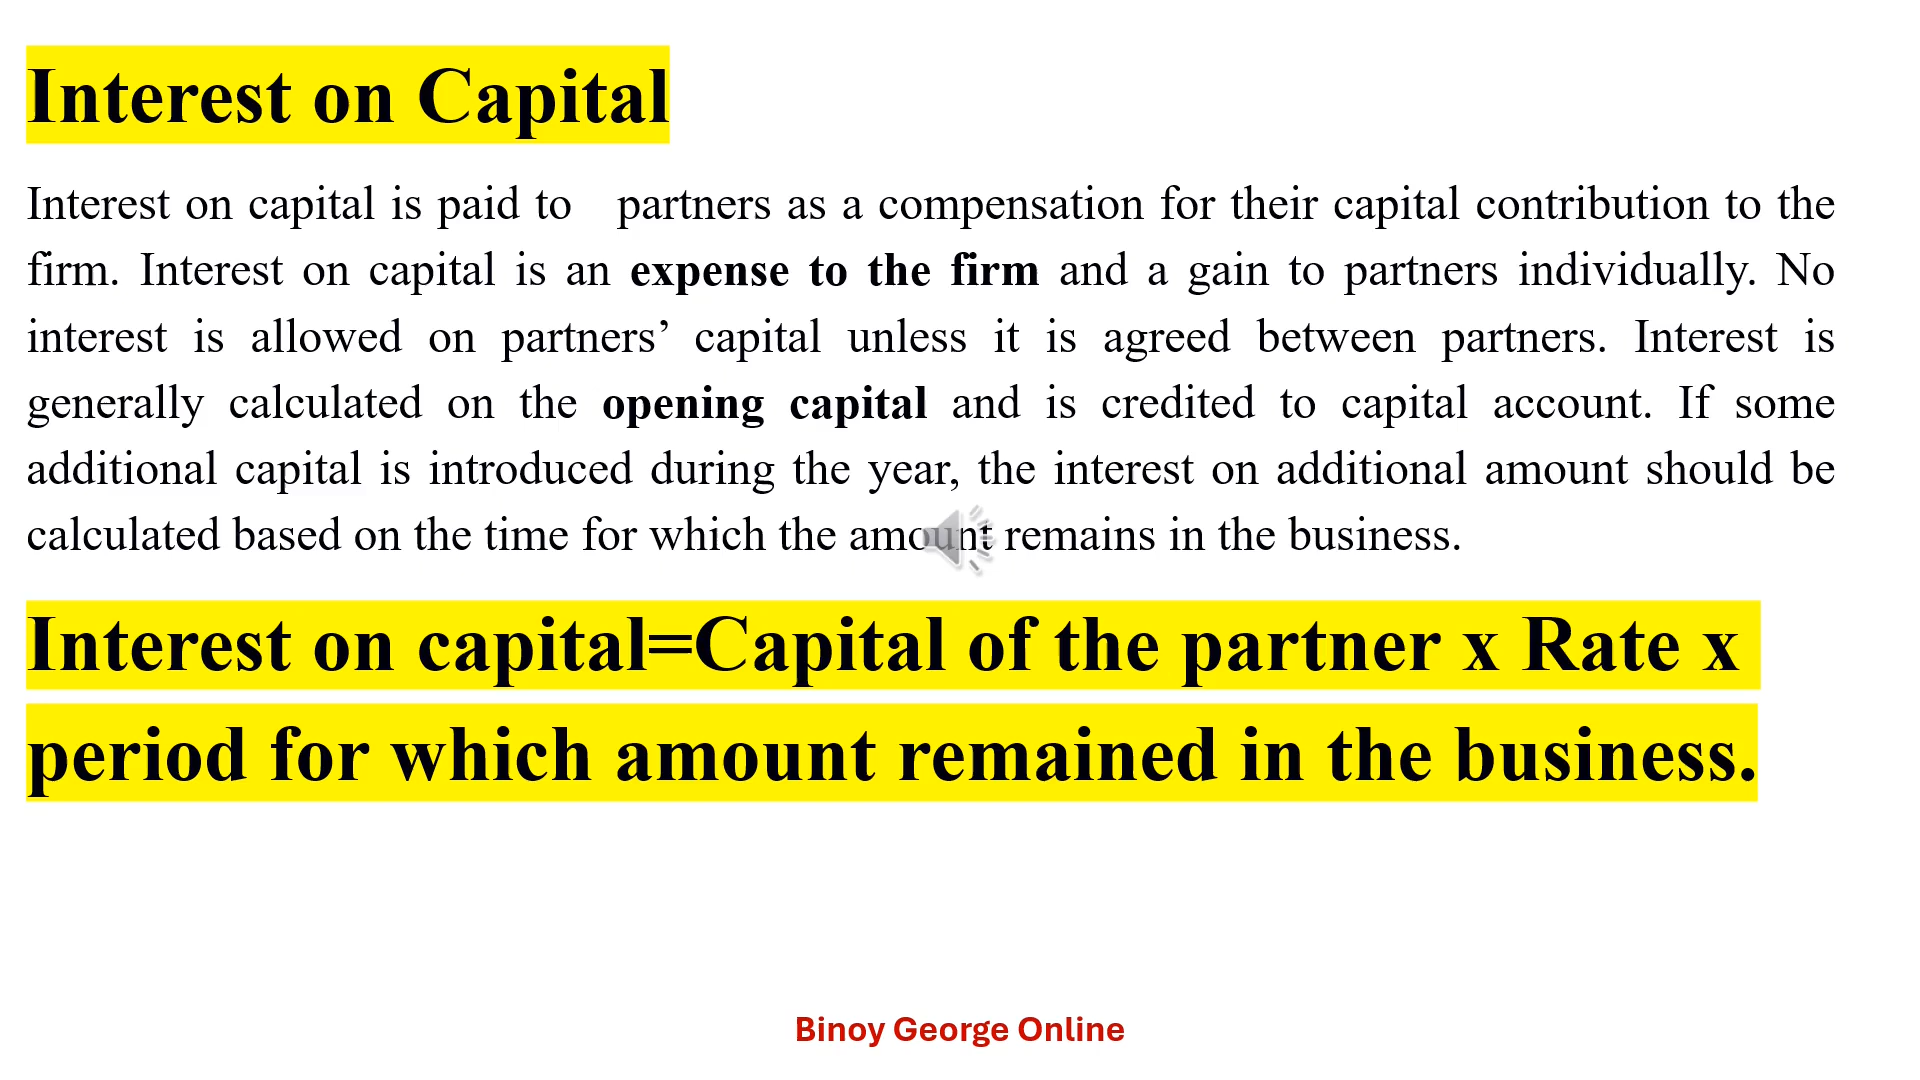 Interest on Capital
Interest on capital is paid to partners as a compensation for their capital contribution to the
firm. Interest on capital is an expense to the firm and a gain to partners individually. No
interest is allowed on partners’ capital unless it is agreed between partners. Interest is
generally calculated on the opening capital and is credited to capital account. If some
additional capital is introduced during the year, the interest on additional amount should be
calculated based on the time for which the amount remains in the business.
Interest on capital=Capital of the partner x Rate x
period for which amount remained in the business.
Binoy George Online